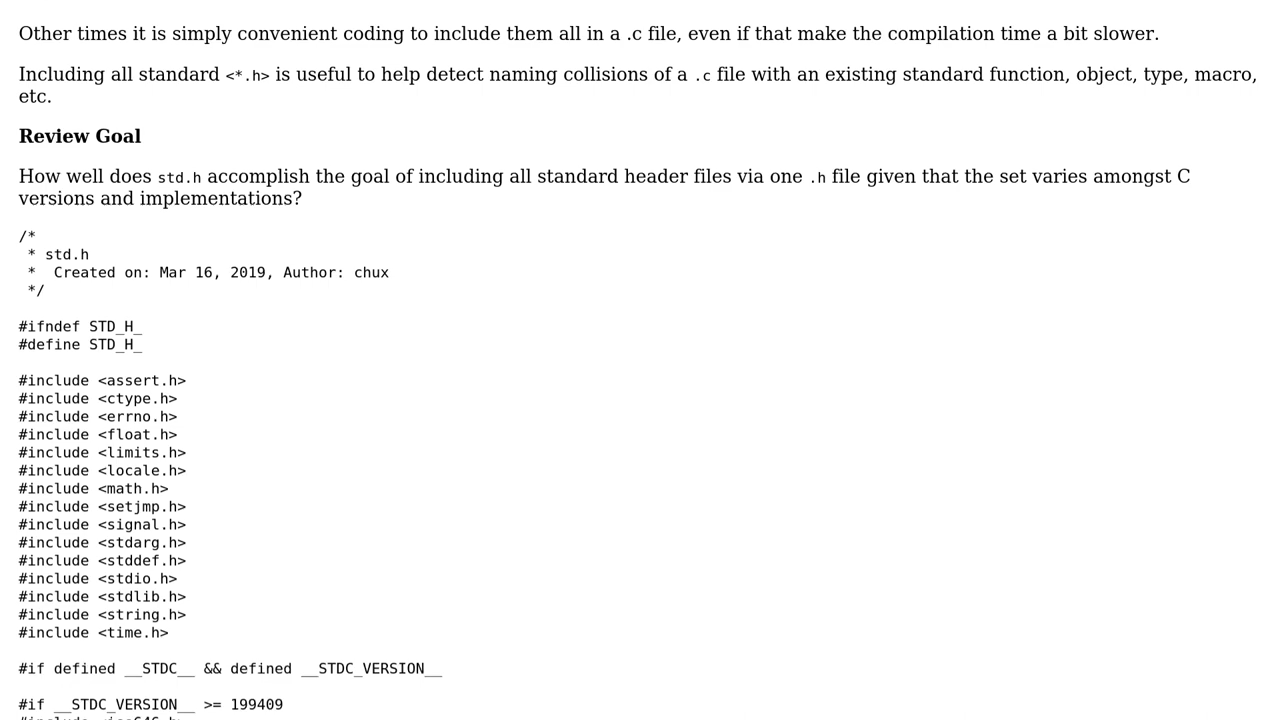 Other times it is simply convenient coding to include them all in a .c file, even if that make the compilation time a bit slower.
Including all standard <*.h> is useful to help detect naming collisions of a .c file with an existing standard function, object, type, macro,
etc.
Review Goal
How well does std.h accomplish the goal of including all standard header files via one .h file given that the set varies amongst C
versions and implementations?
/*
 * std.h
 *  Created on: Mar 16, 2019, Author: chux
 */
#ifndef STD_H_
#define STD_H_
#include <assert.h>
#include <ctype.h>
#include <errno.h>
#include <float.h>
#include <limits.h>
#include <locale.h>
#include <math.h>
#include <setjmp.h>
#include <signal.h>
#include <stdarg.h>
#include <stddef.h>
#include <stdio.h>
#include <stdlib.h>
#include <string.h>
#include <time.h>
#if defined __STDC__ && defined __STDC_VERSION__
#if __STDC_VERSION__ >= 199409